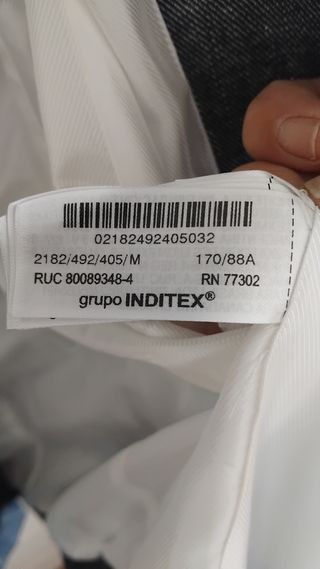 02182492405032
2182/492/405/M 170/88A
RUC 80089348-4 RN 77302
grupo INDITEX®